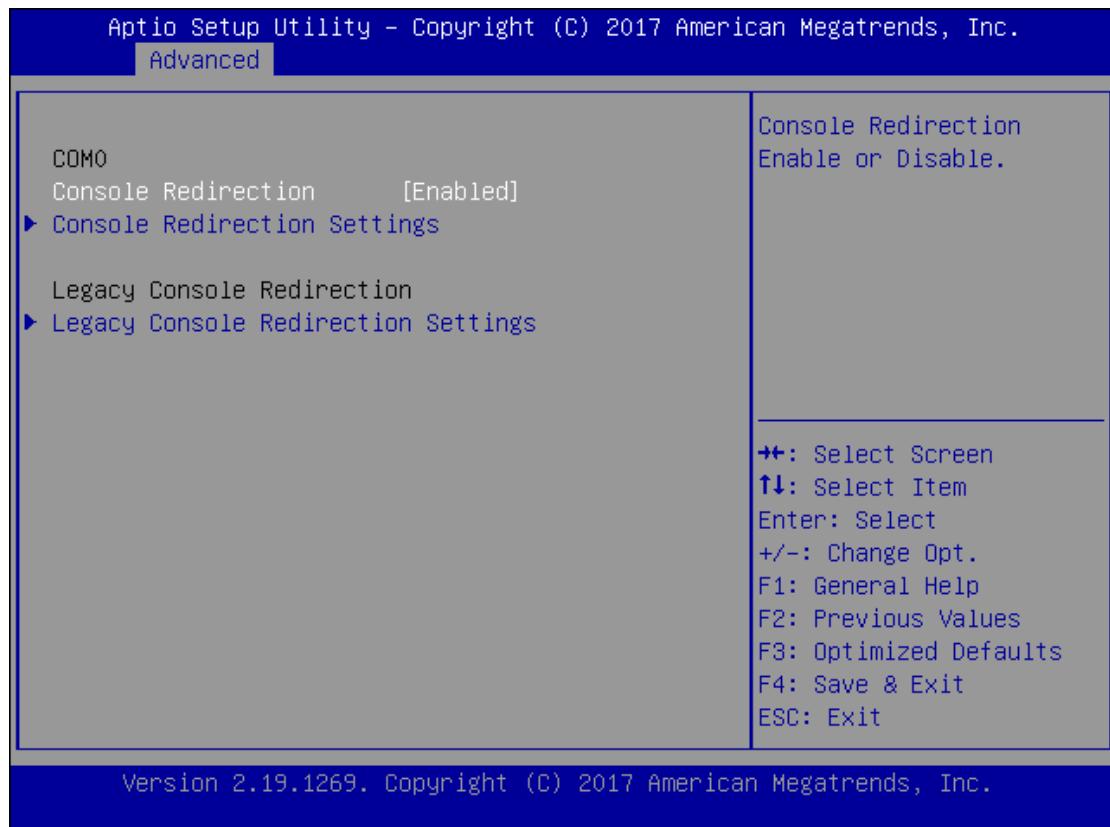 Aptio Setup Utility – Copyright (C) 2017 American Megatrends, Inc.
Advanced
COM0
Console Redirection [Enabled]
Console Redirection Settings
Legacy Console Redirection
Legacy Console Redirection Settings
Console Redirection
Enable or Disable.
→←: Select Screen
↑↓: Select Item
Enter: Select
+/-: Change Opt.
F1: General Help
F2: Previous Values
F3: Optimized Defaults
F4: Save & Exit
ESC: Exit
Version 2.19.1269. Copyright (C) 2017 American Megatrends, Inc.